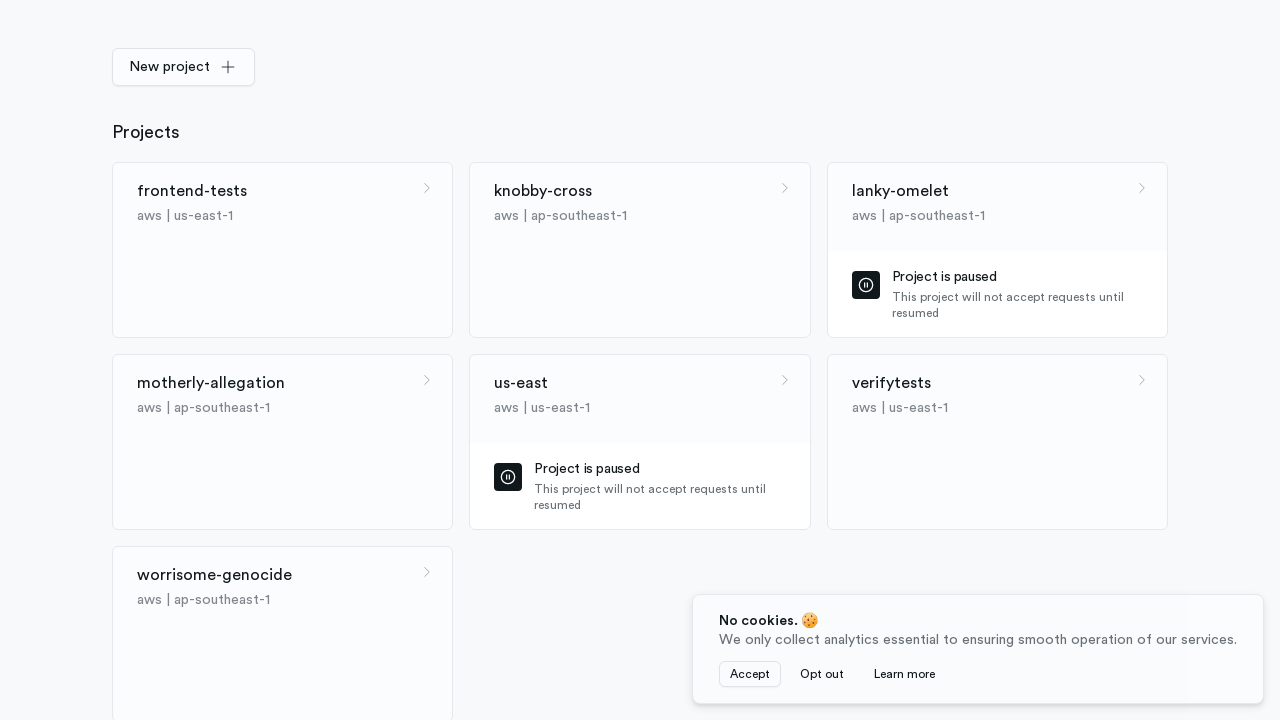 New project
Projects
frontend-tests
aws | us-east-1
knobby-cross
aws | ap-southeast-1
lanky-omelet
aws | ap-southeast-1
Project is paused
This project will not accept requests until
resumed
motherly-allegation
aws | ap-southeast-1
us-east
aws | us-east-1
Project is paused
This project will not accept requests until
resumed
verifytests
aws | us-east-1
worrisome-genocide
aws | ap-southeast-1
No cookies. 🍪
We only collect analytics essential to ensuring smooth operation of our services.
Accept Opt out Learn more